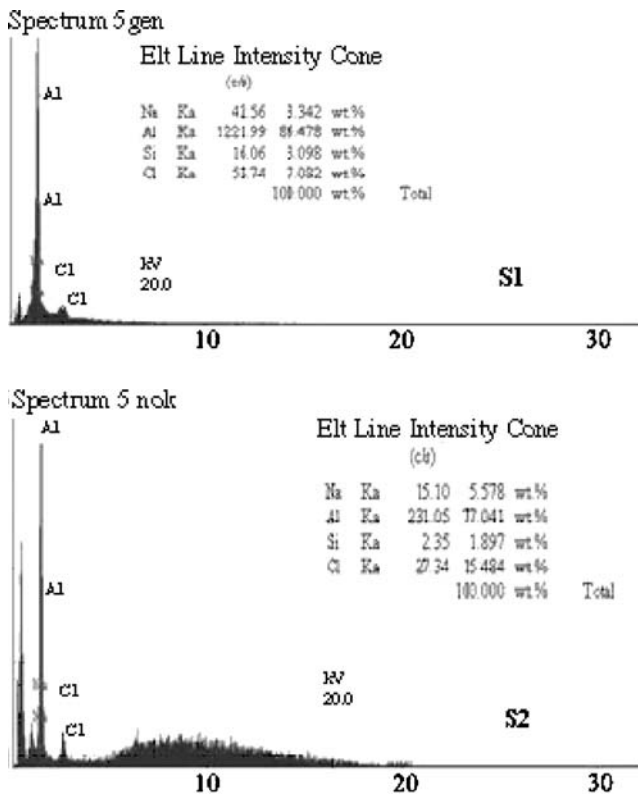 Spectrum 5gen
Elt Line Intensity Conc
(c/s)
Na Ka 41.56 3.342 wt%
Al Ka 1221.99 86.478 wt%
Si Ka 16.06 3.098 wt%
Cl Ka 7.082 wt%
100.000 wt% Total
Al
Al
Cl
Cl
KV
20.0
S1
10 20 30
Spectrum 5 nok
Elt Line Intensity Conc
(c/s)
Na Ka 15.10 5.578 wt%
Al Ka 231.05 77.041 wt%
Si Ka 2.35 1.897 wt%
Cl Ka 27.34 15.484 wt%
100.000 wt% Total
Al
Al
Cl
Cl
KV
20.0
S2
10 20 30